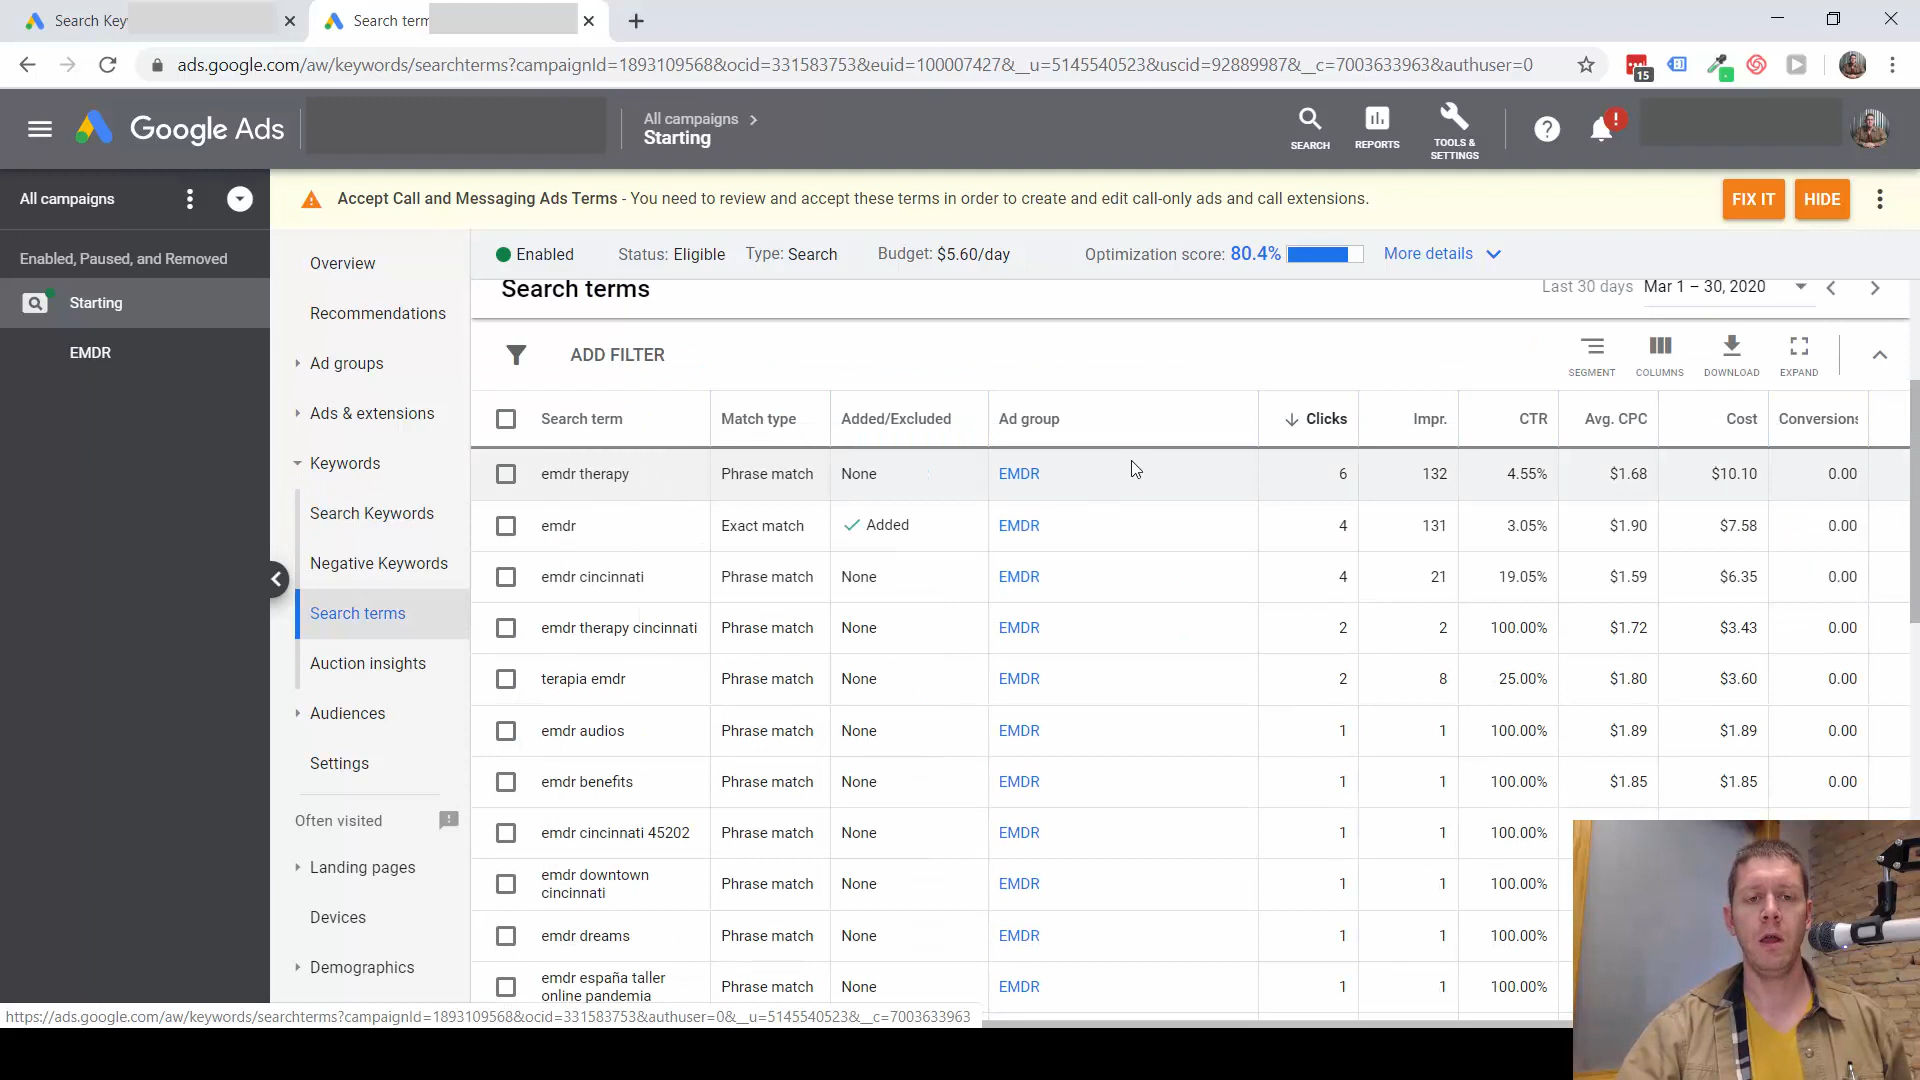 Search Key
Search term
ads.google.com/aw/keywords/searchterms?campaignId=1893109568&ocid=331583753&euid=100007427&__u=5145540523&uscid=92889987&__c=7003633963&authuser=0
15
Google Ads
All campaigns
Starting
SEARCH
REPORTS
TOOLS &
SETTINGS
?
!
All campaigns
Accept Call and Messaging Ads Terms - You need to review and accept these terms in order to create and edit call-only ads and call extensions.
FIX IT
HIDE
Enabled, Paused, and Removed
Starting
EMDR
Overview
Recommendations
Ad groups
Ads & extensions
Keywords
Search Keywords
Negative Keywords
Search terms
Auction insights
Audiences
Settings
Often visited
Landing pages
Devices
Demographics
Enabled Status: Eligible Type: Search Budget: $5.60/day Optimization score: 80.4% More details
Search terms
Last 30 days Mar 1 – 30, 2020
ADD FILTER
SEGMENT
COLUMNS
DOWNLOAD
EXPAND
Search term Match type Added/Excluded Ad group Clicks Impr. CTR Avg. CPC Cost Conversions
emdr therapy Phrase match None EMDR 6 132 4.55% $1.68 $10.10 0.00
emdr Exact match Added EMDR 4 131 3.05% $1.90 $7.58 0.00
emdr cincinnati Phrase match None EMDR 4 21 19.05% $1.59 $6.35 0.00
emdr therapy cincinnati Phrase match None EMDR 2 2 100.00% $1.72 $3.43 0.00
terapia emdr Phrase match None EMDR 2 8 25.00% $1.80 $3.60 0.00
emdr audios Phrase match None EMDR 1 1 100.00% $1.89 $1.89 0.00
emdr benefits Phrase match None EMDR 1 1 100.00% $1.85 $1.85 0.00
emdr cincinnati 45202 Phrase match None EMDR 1 1 100.00%
emdr downtown
cincinnati Phrase match None EMDR 1 1 100.00%
emdr dreams Phrase match None EMDR 1 1 100.00%
emdr españa taller
online pandemia Phrase match None EMDR 1 1 100.00%
https://ads.google.com/aw/keywords/searchterms?campaignId=1893109568&ocid=331583753&authuser=0&__u=5145540523&__c=7003633963